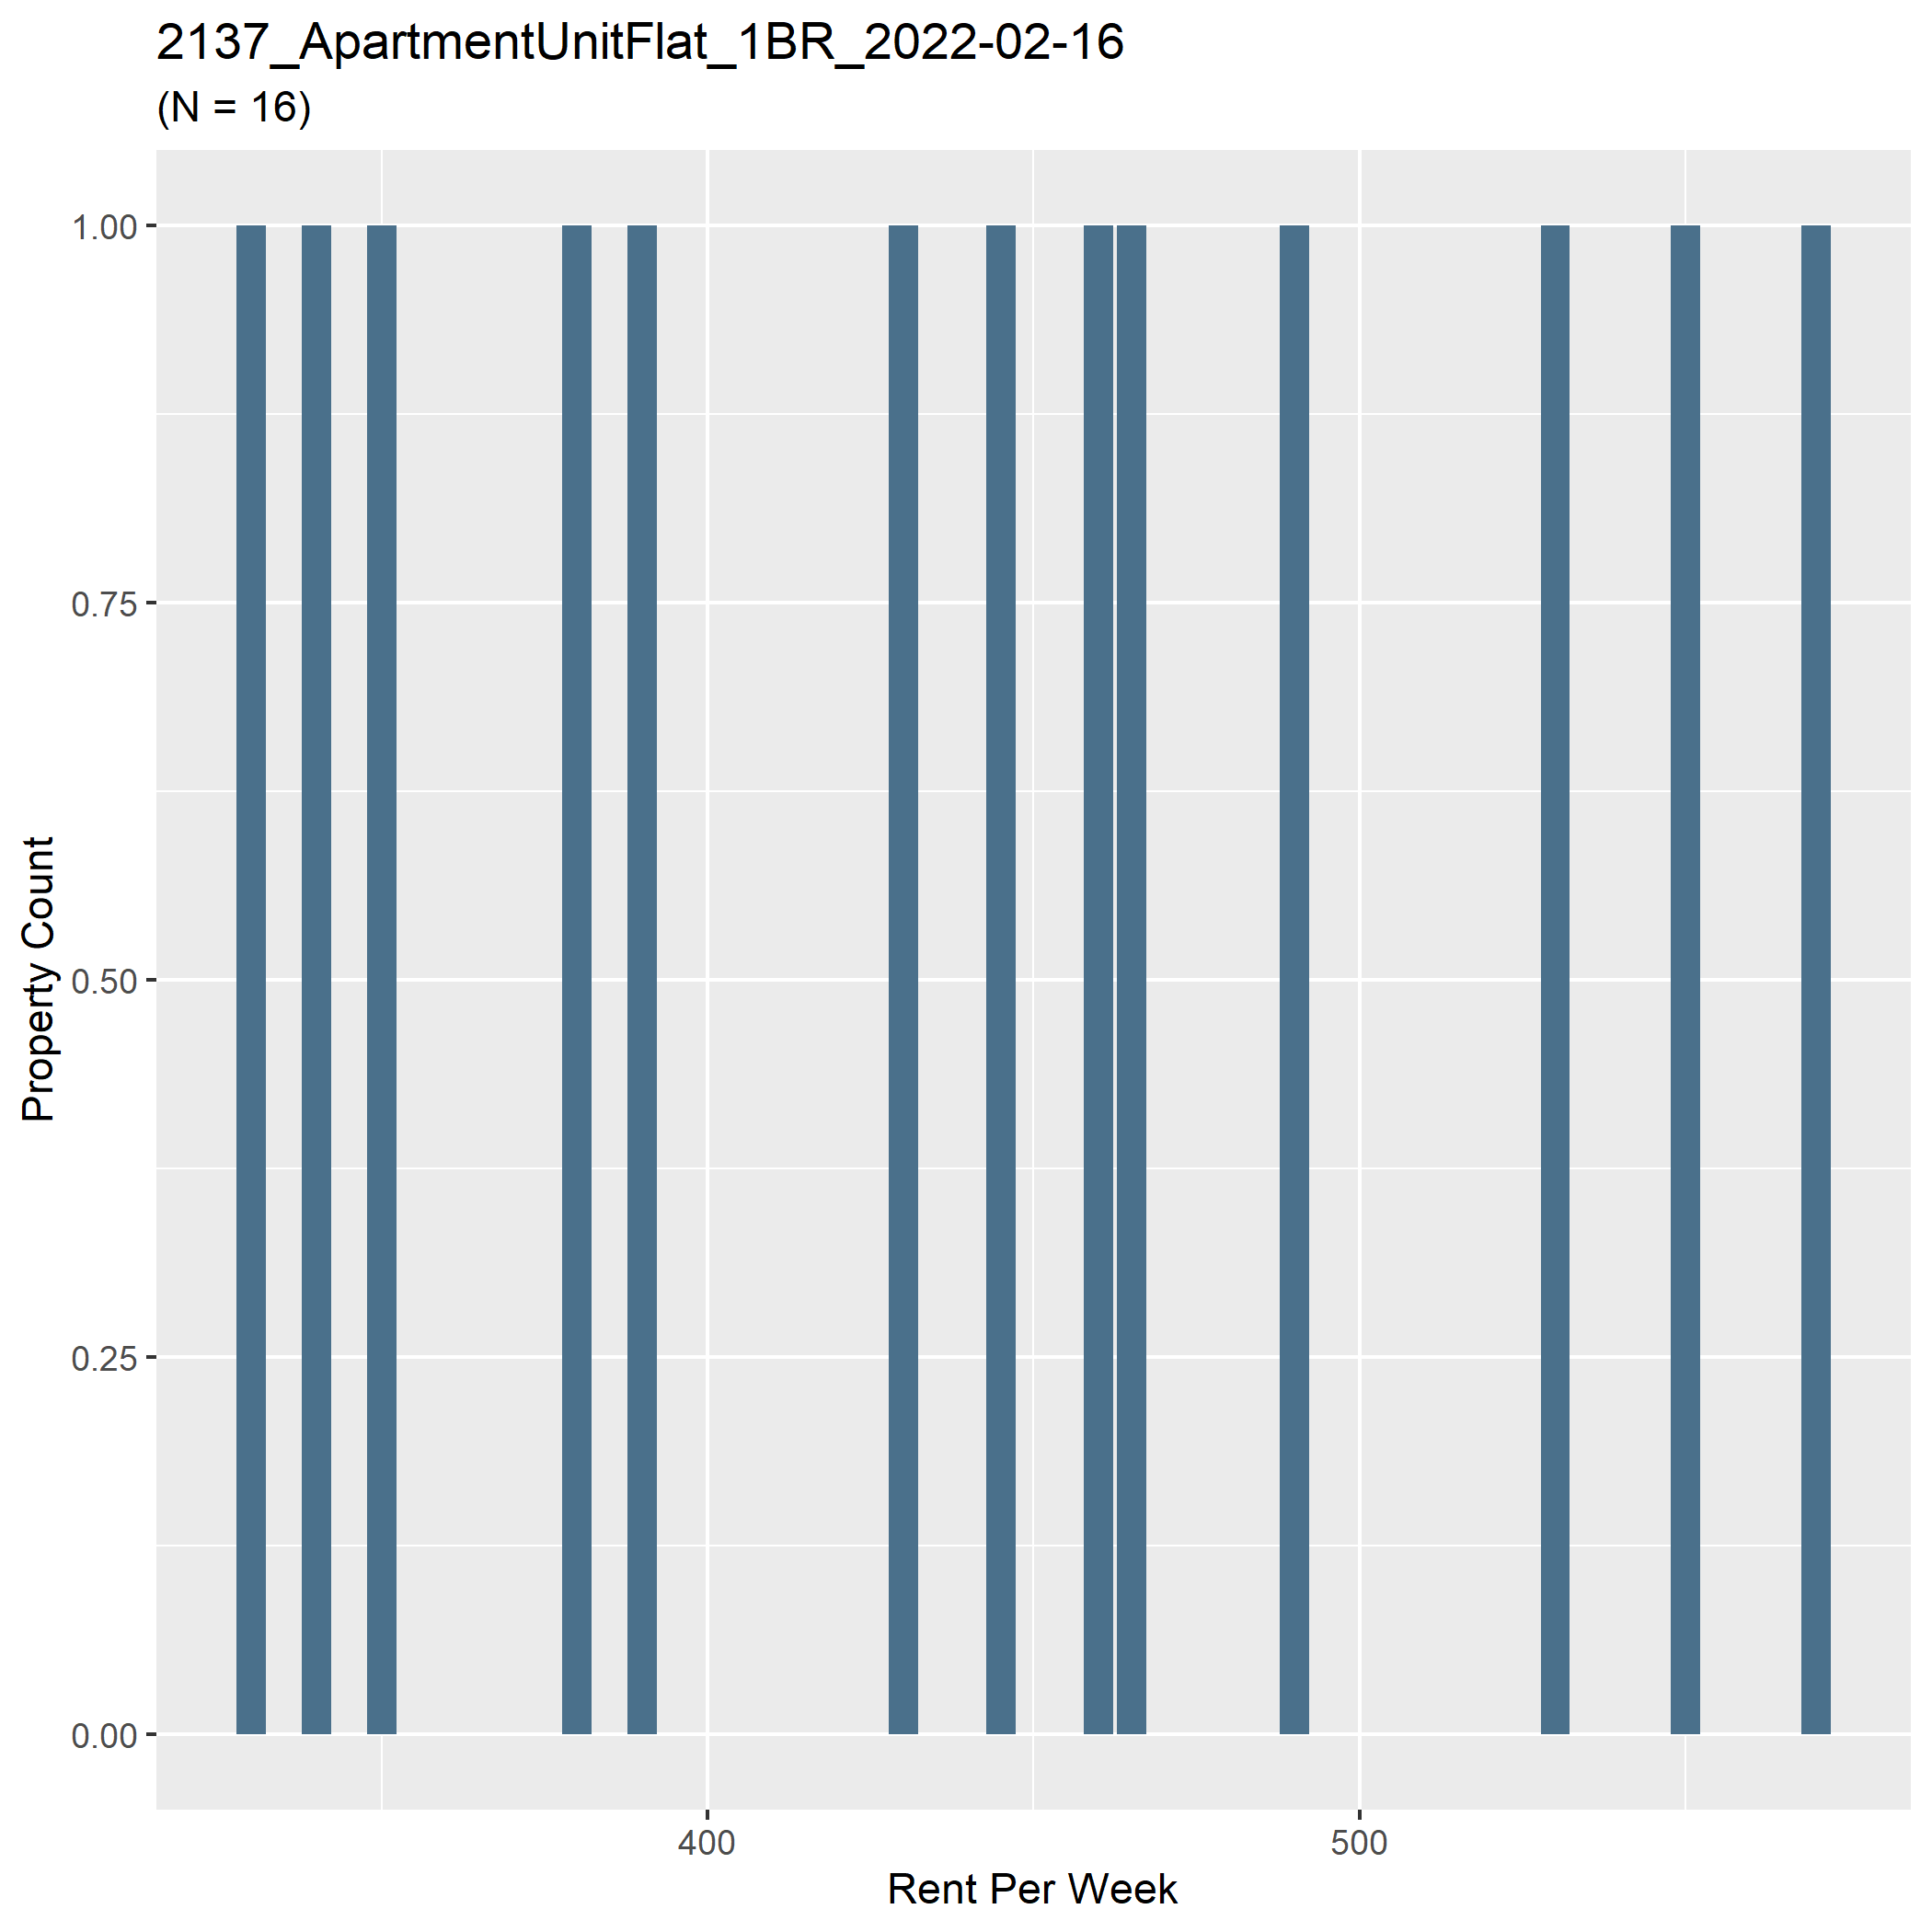 2137_ApartmentUnitFlat_1BR_2022-02-16
(N = 16)
1.00
0.75
0.50
0.25
0.00
Property Count
400
500
Rent Per Week